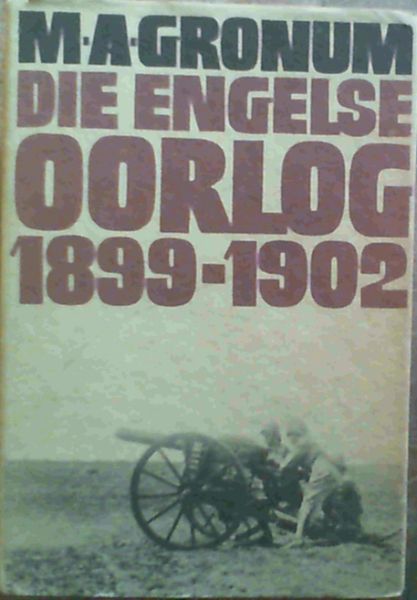 M·A·GRONUM
DIE ENGELSE
OORLOG
1899-1902